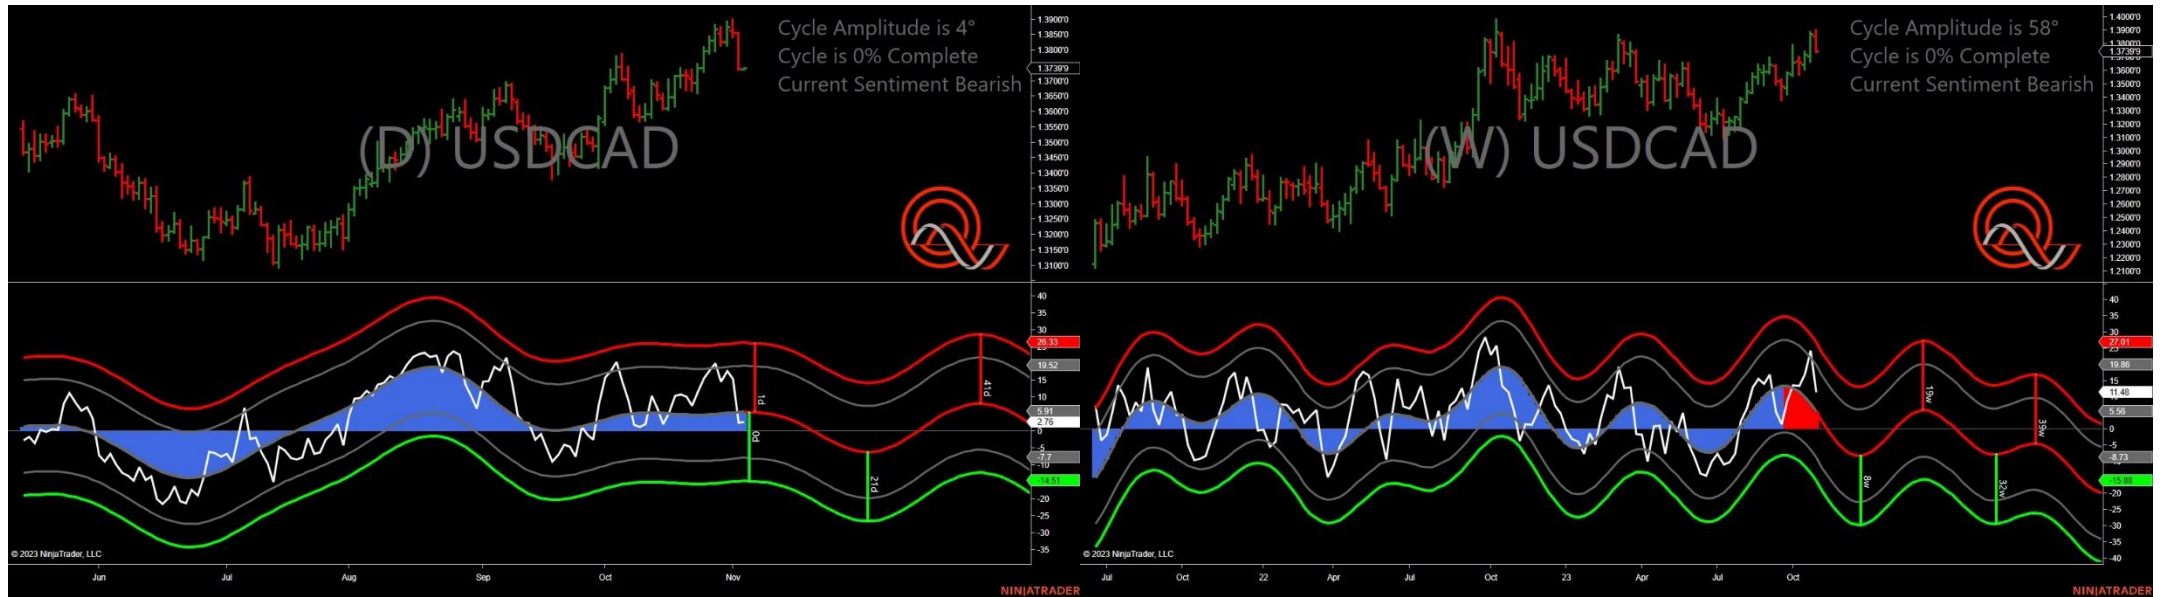 Cycle Amplitude is 4°
Cycle is 0% Complete
Current Sentiment Bearish
(D) USDCAD
1.3900'0
1.3850'0
1.3800'0
1.3739'9
1.3700'0
1.3650'0
1.3600'0
1.3550'0
1.3500'0
1.3450'0
1.3400'0
1.3350'0
1.3300'0
1.3250'0
1.3200'0
1.3150'0
1.3100'0
40
35
30
26.33
19.52
15
10
5.91
2.76
0
-5
-7.7
-10
-14.51
-20
-25
-30
-35
1d
0d
21d
41d
© 2023 NinjaTrader, LLC
Jun
Jul
Aug
Sep
Oct
Nov
NINJATRADER
Cycle Amplitude is 58°
Cycle is 0% Complete
Current Sentiment Bearish
(W) USDCAD
1.4000'0
1.3900'0
1.3800'0
1.3739'9
1.3600'0
1.3500'0
1.3400'0
1.3300'0
1.3200'0
1.3100'0
1.3000'0
1.2900'0
1.2800'0
1.2700'0
1.2600'0
1.2500'0
1.2400'0
1.2300'0
1.2200'0
1.2100'0
40
35
30
27.01
19.86
15
11.48
5.56
0
-5
-8.73
-15.88
-20
-25
-30
-35
-40
8w
19w
32w
39w
© 2023 NinjaTrader, LLC
Jul
Oct
22
Apr
Jul
Oct
23
Apr
Jul
Oct
NINJATRADER